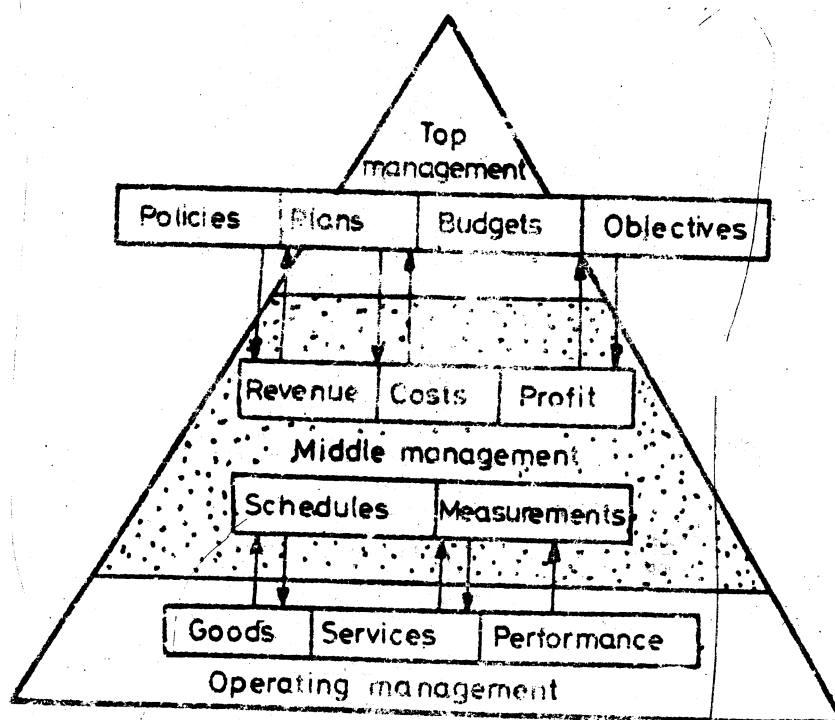 Top
management
Policies Plans Budgets Objectives
Revenue Costs Profit
Middle management
Schedules Measurements
Goods Services Performance
Operating management